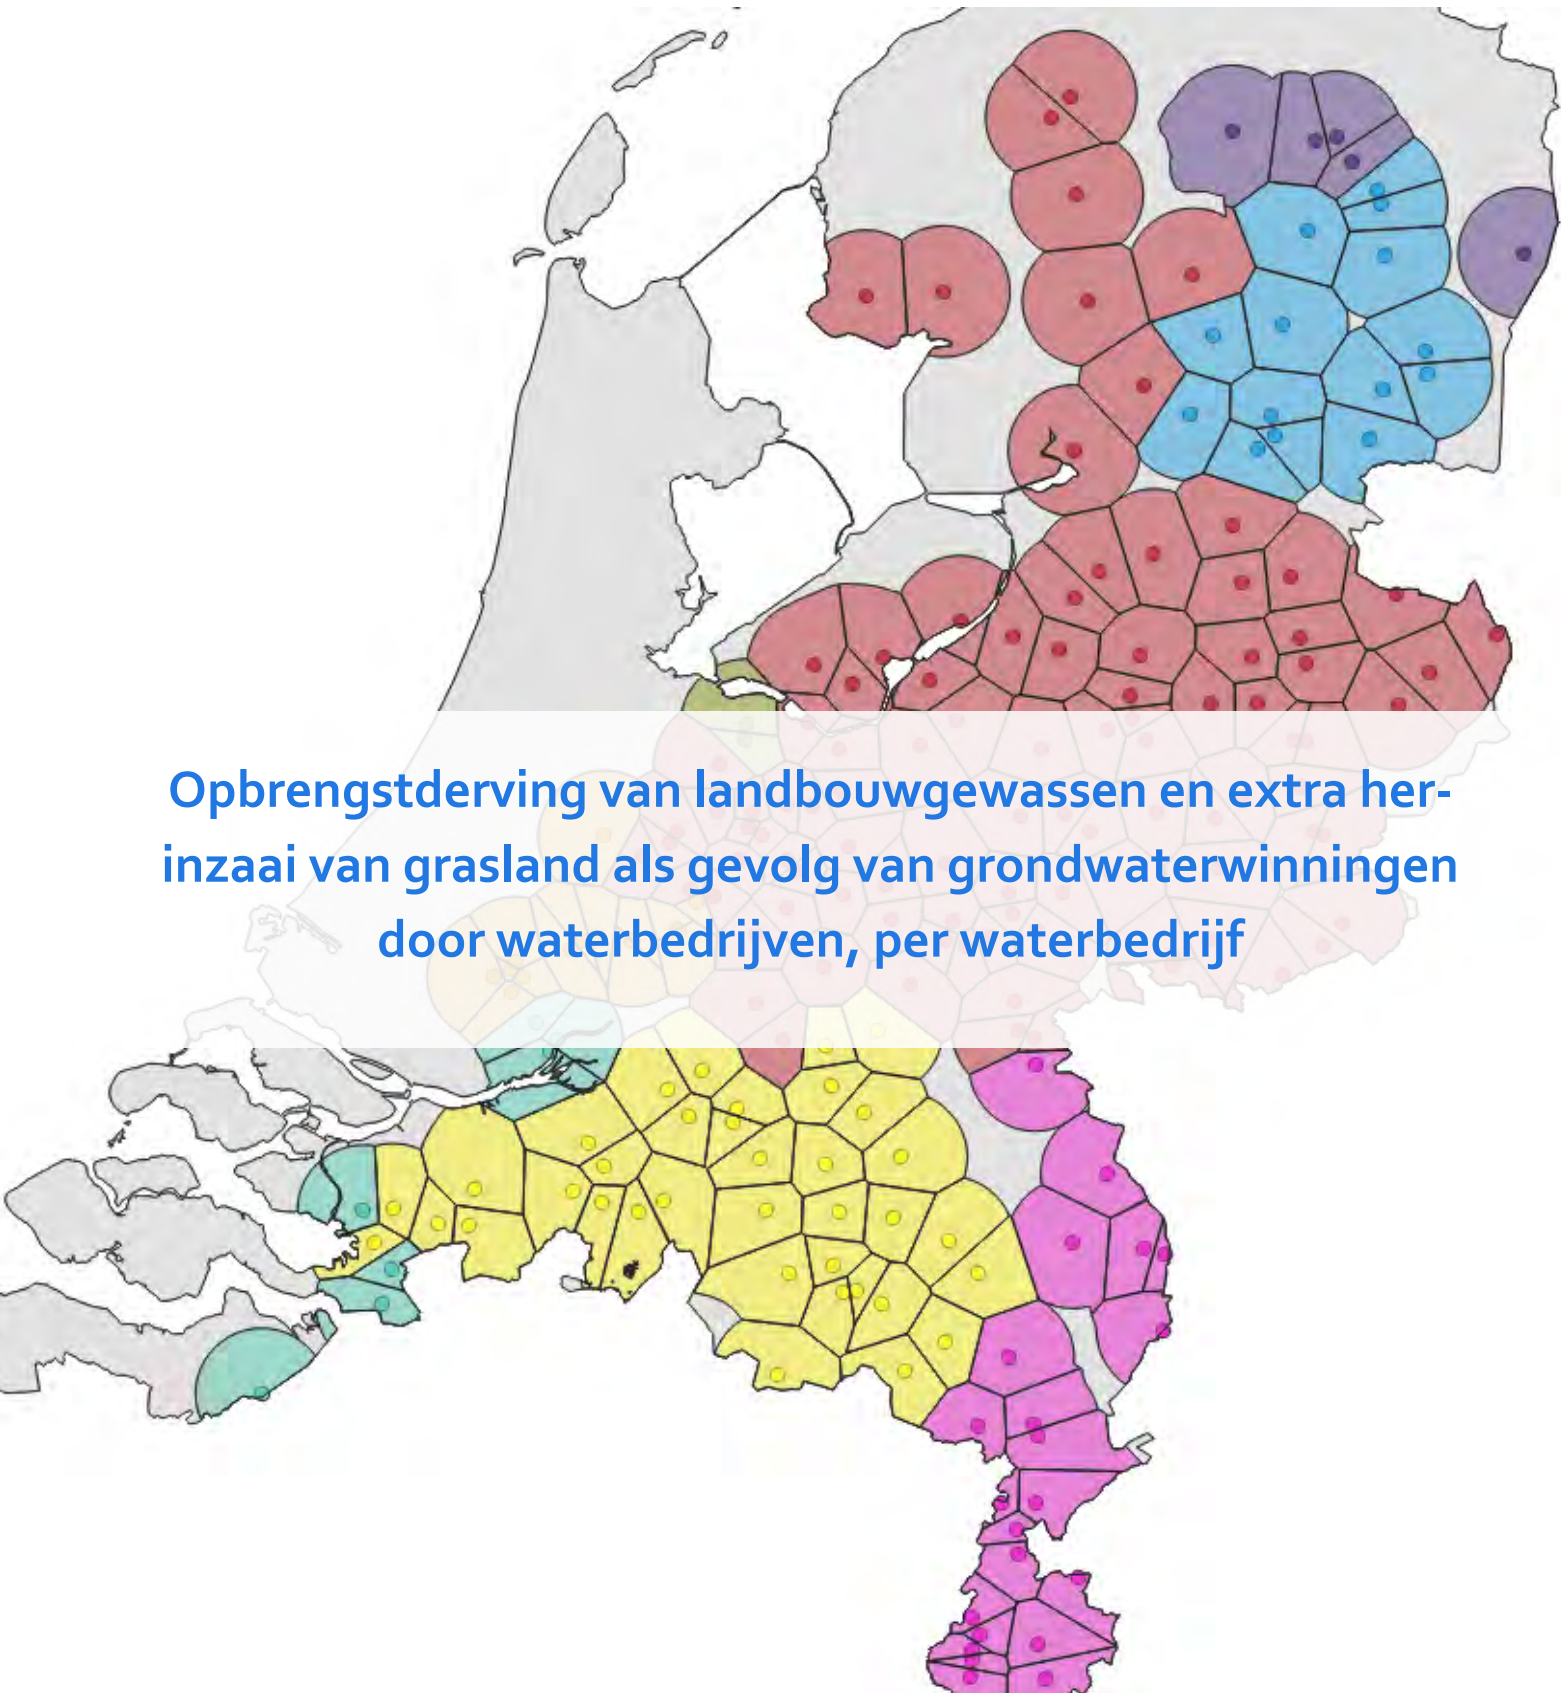 Opbrengstderving van landbouwgewassen en extra her-
inzaai van grasland als gevolg van grondwaterwinningen
door waterbedrijven, per waterbedrijf